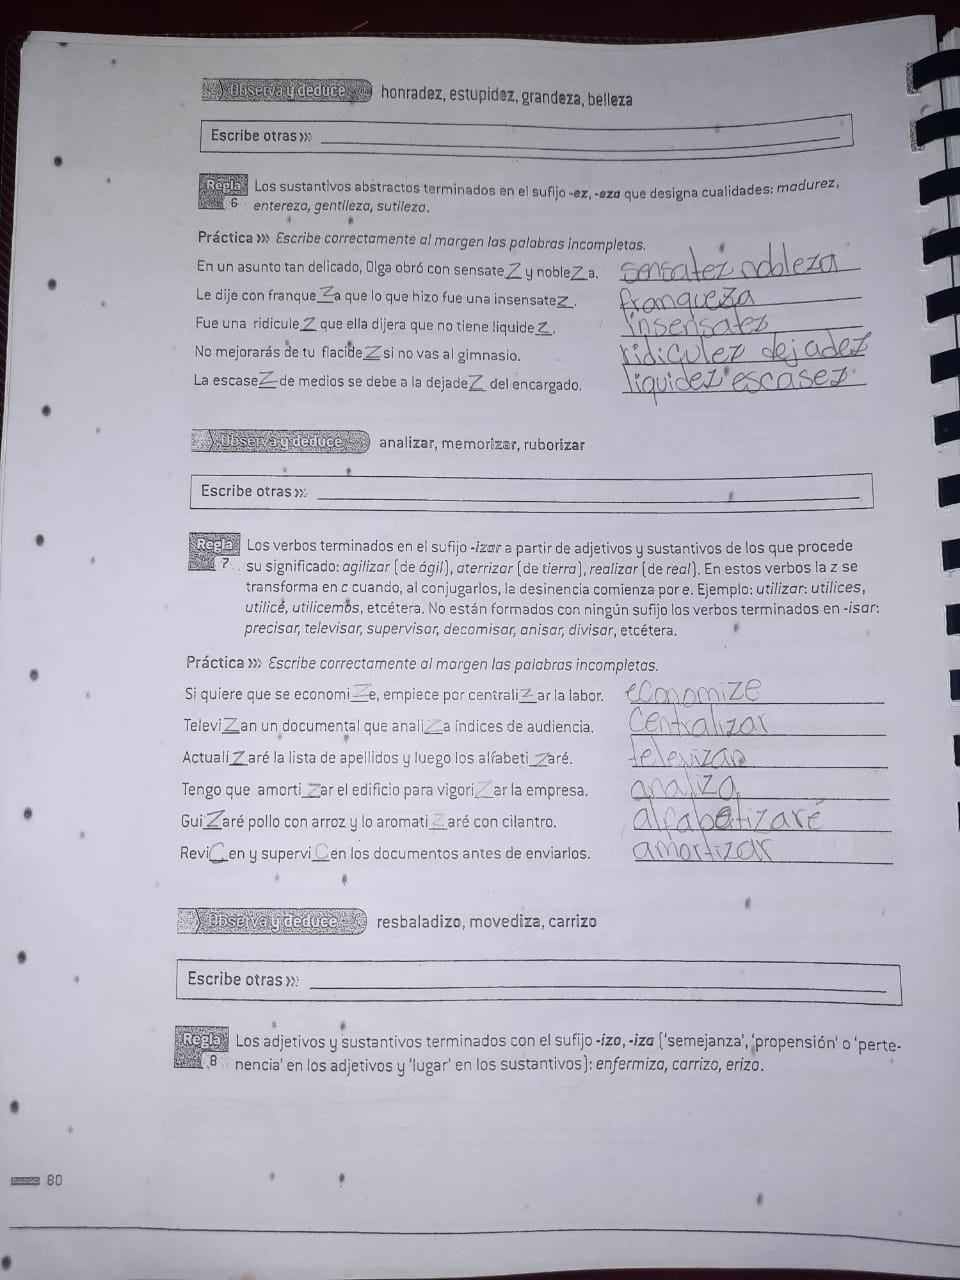 Observa y deduce honradez, estupidez, grandeza, belleza
Escribe otras »» ____
Regla 6 Los sustantivos abstractos terminados en el sufijo -ez, -eza que designa cualidades: madurez,
entereza, gentileza, sutileza.
Práctica »» Escribe correctamente al margen las palabras incompletas.
En un asunto tan delicado, Olga obró con sensatez y nobleza. sensatez nobleza
Le dije con franqueza que lo que hizo fue una insensatez. franqueza
Fue una ridiculez que ella dijera que no tiene liquidez. insensatez
No mejorarás de tu flacidez si no vas al gimnasio. ridiculez dejadez
La escasez de medios se debe a la dejadez del encargado. liquidez escasez
Observa y deduce analizar, memorizar, ruborizar
Escribe otras »» ____
Regla 7 Los verbos terminados en el sufijo -izar a partir de adjetivos y sustantivos de los que procede
su significado: agilizar (de ágil), aterrizar (de tierra), realizar (de real). En estos verbos la z se
transforma en c cuando, al conjugarlos, la desinencia comienza por e. Ejemplo: utilizar: utilices,
utilicé, utilicemos, etcétera. No están formados con ningún sufijo los verbos terminados en -isar:
precisar, televisar, supervisar, decomisar, anisar, divisar, etcétera.
Práctica »» Escribe correctamente al margen las palabras incompletas.
Si quiere que se economize, empiece por centralizar la labor. economize
Televizan un documental que analiza índices de audiencia. Centralizar
Actualizaré la lista de apellidos y luego los alfabetizaré. televizan
Tengo que amortizar el edificio para vigorizar la empresa. analiza
Guizaré pollo con arroz y lo aromatizaré con cilantro. alfabetizaré
Revicen y supervicen los documentos antes de enviarlos. amortizar
Observa y deduce resbaladizo, movediza, carrizo
Escribe otras »» ____
Regla 8 Los adjetivos y sustantivos terminados con el sufijo -izo, -iza ('semejanza', 'propensión' o 'perte-
nencia' en los adjetivos y 'lugar' en los sustantivos): enfermiza, carrizo, erizo.
80